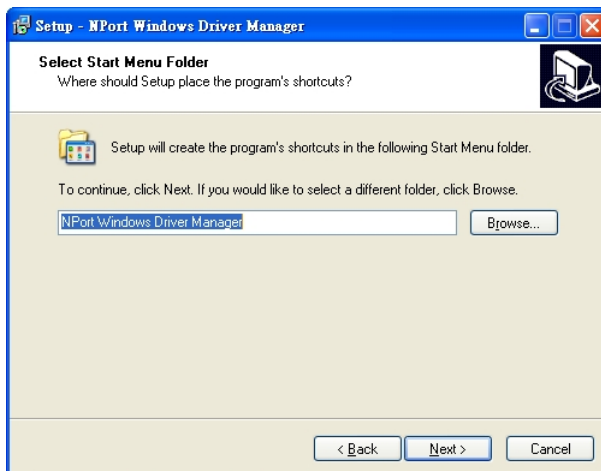 Setup - NPort Windows Driver Manager
Select Start Menu Folder
Where should Setup place the program's shortcuts?
Setup will create the program's shortcuts in the following Start Menu folder.
To continue, click Next. If you would like to select a different folder, click Browse.
NPort Windows Driver Manager
Browse...
< Back
Next >
Cancel